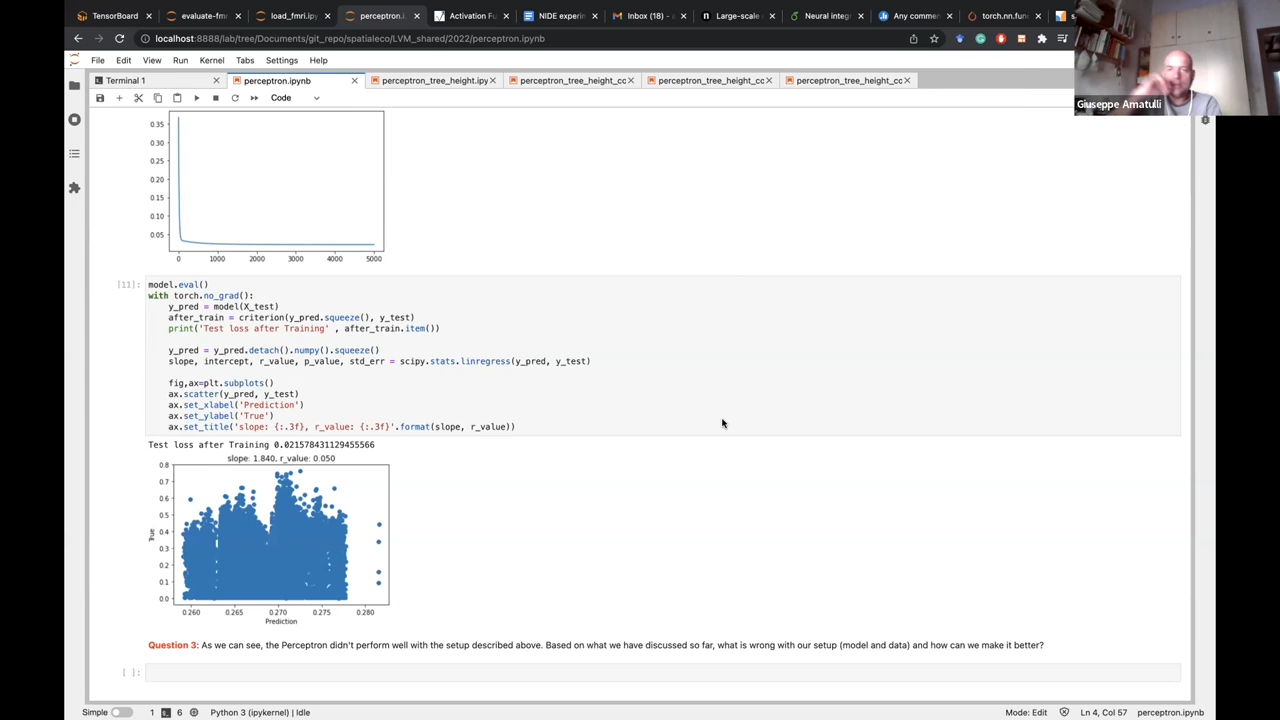 TensorBoard
evaluate-fmr
load_fmri.ipy
perceptron.i
Activation Fu
NIDE experim
Inbox (18) -
Large-scale
Neural integr
Any commen
torch.nn.func
localhost:8888/lab/tree/Documents/git_repo/spatialeco/LVM_shared/2022/perceptron.ipynb
Giuseppe Amatulli
File Edit View Run Kernel Tabs Settings Help
Terminal 1
perceptron.ipynb
perceptron_tree_height.ipy
perceptron_tree_height_cc
perceptron_tree_height_cc
perceptron_tree_height_cc
Code
0.35
0.30
0.25
0.20
0.15
0.10
0.05
0 1000 2000 3000 4000 5000
[11]:
model.eval()
with torch.no_grad():
y_pred = model(X_test)
after_train = criterion(y_pred.squeeze(), y_test)
print('Test loss after Training' , after_train.item())
y_pred = y_pred.detach().numpy().squeeze()
slope, intercept, r_value, p_value, std_err = scipy.stats.linregress(y_pred, y_test)
fig,ax=plt.subplots()
ax.scatter(y_pred, y_test)
ax.set_xlabel('Prediction')
ax.set_ylabel('True')
ax.set_title('slope: {:.3f}, r_value: {:.3f}'.format(slope, r_value))
Test loss after Training 0.021578431129455566
slope: 1.840, r_value: 0.050
0.8
0.7
0.6
0.5
0.4
0.3
0.2
0.1
0.0
True
0.260 0.265 0.270 0.275 0.280
Prediction
Question 3: As we can see, the Perceptron didn't perform well with the setup described above. Based on what we have discussed so far, what is wrong with our setup (model and data) and how can we make it better?
[ ]:
Simple
1
6
Python 3 (ipykernel) | Idle
Mode: Edit
Ln 4, Col 57
perceptron.ipynb